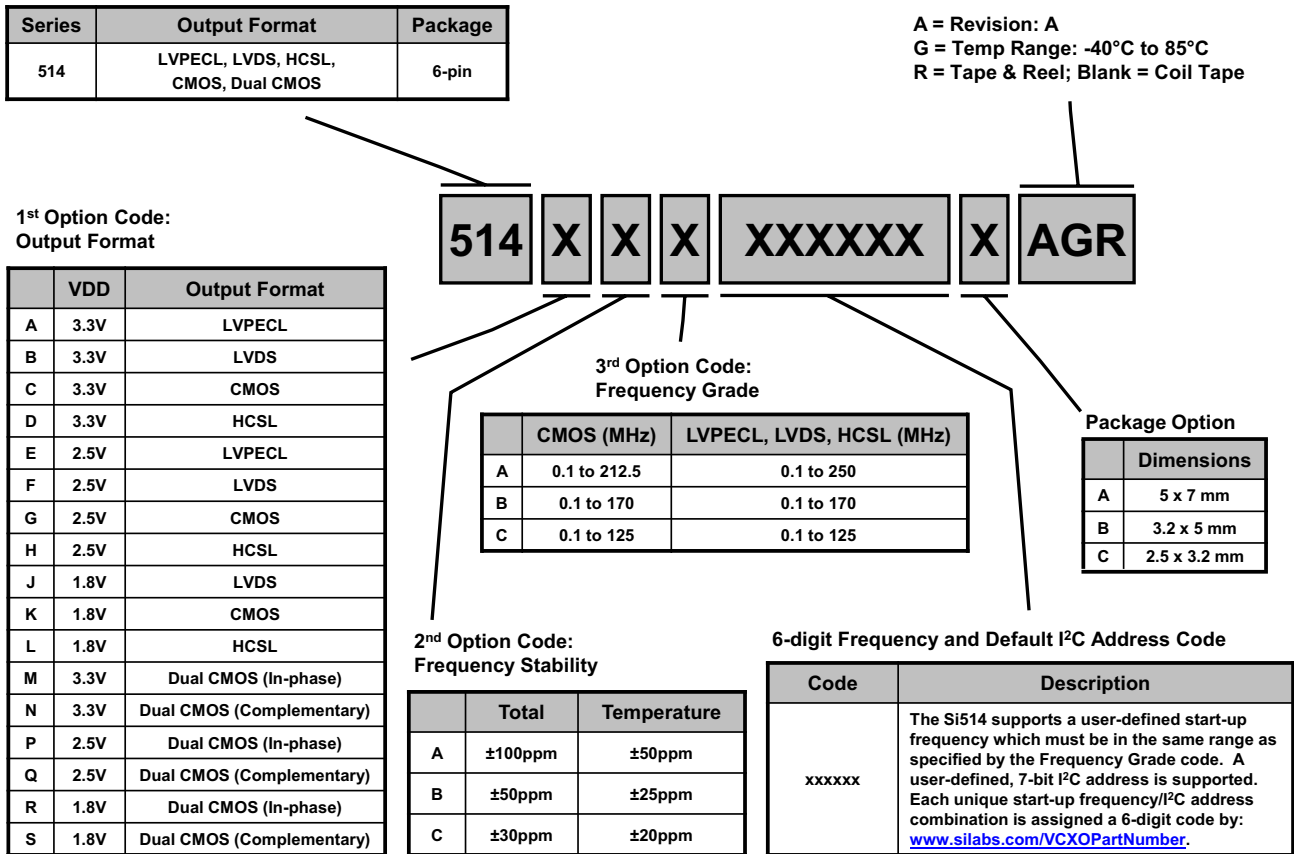 Series Output Format Package
514 LVPECL, LVDS, HCSL, CMOS, Dual CMOS 6-pin
A = Revision: A
G = Temp Range: -40°C to 85°C
R = Tape & Reel; Blank = Coil Tape
514 X X X XXXXXX X AGR
1st Option Code:
Output Format
VDD Output Format
A 3.3V LVPECL
B 3.3V LVDS
C 3.3V CMOS
D 3.3V HCSL
E 2.5V LVPECL
F 2.5V LVDS
G 2.5V CMOS
H 2.5V HCSL
J 1.8V LVDS
K 1.8V CMOS
L 1.8V HCSL
M 3.3V Dual CMOS (In-phase)
N 3.3V Dual CMOS (Complementary)
P 2.5V Dual CMOS (In-phase)
Q 2.5V Dual CMOS (Complementary)
R 1.8V Dual CMOS (In-phase)
S 1.8V Dual CMOS (Complementary)
3rd Option Code:
Frequency Grade
CMOS (MHz) LVPECL, LVDS, HCSL (MHz)
A 0.1 to 212.5 0.1 to 250
B 0.1 to 170 0.1 to 170
C 0.1 to 125 0.1 to 125
Package Option
Dimensions
A 5 x 7 mm
B 3.2 x 5 mm
C 2.5 x 3.2 mm
2nd Option Code:
Frequency Stability
Total Temperature
A ±100ppm ±50ppm
B ±50ppm ±25ppm
C ±30ppm ±20ppm
6-digit Frequency and Default I2C Address Code
Code Description
xxxxxx
The Si514 supports a user-defined start-up
frequency which must be in the same range as
specified by the Frequency Grade code. A
user-defined, 7-bit I2C address is supported.
Each unique start-up frequency/I2C address
combination is assigned a 6-digit code by:
www.silabs.com/VCXOPartNumber.